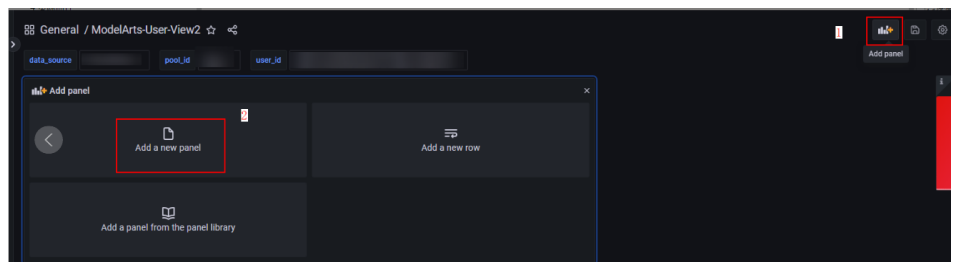 General / ModelArts-User-View2
1
Add panel
data_source pool_id user_id
Add panel
2
Add a new panel
Add a new row
Add a panel from the panel library